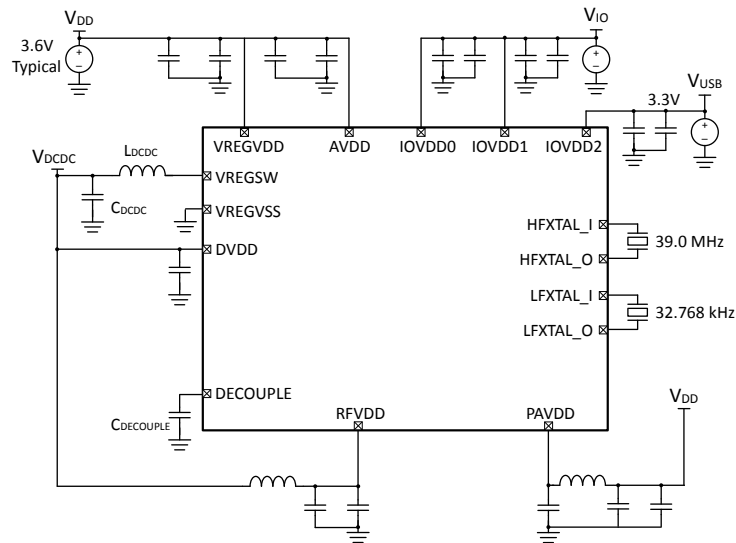 VDD
VIO
3.6V
Typical
VUSB
3.3V
VREGVDD
AVDD
IOVDD0
IOVDD1
IOVDD2
VDCDC
LDCDC
VREGSW
CDCDC
VREGVSS
HFXTAL_I
39.0 MHz
DVDD
HFXTAL_O
LFXTAL_I
32.768 kHz
LFXTAL_O
DECOUPLE
CDECOUPLE
RFVDD
PAVDD
VDD